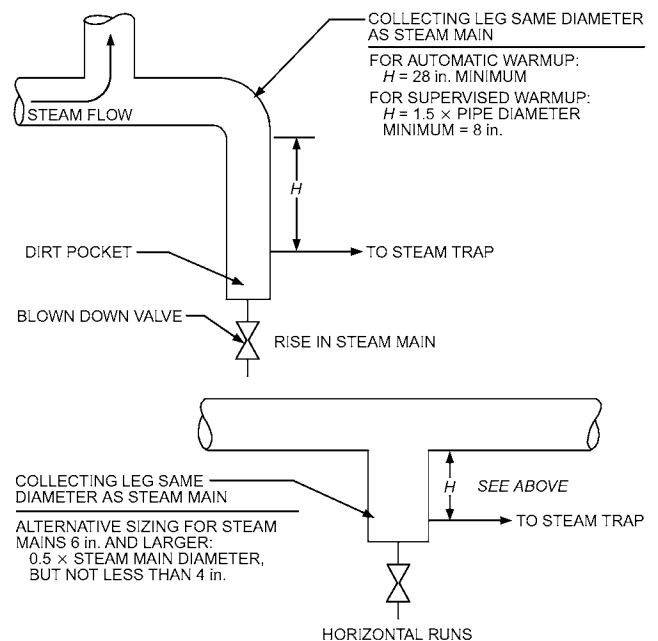 COLLECTING LEG SAME DIAMETER
AS STEAM MAIN
FOR AUTOMATIC WARMUP:
H = 28 in. MINIMUM
FOR SUPERVISED WARMUP:
H = 1.5 × PIPE DIAMETER
MINIMUM = 8 in.
STEAM FLOW
H
DIRT POCKET
TO STEAM TRAP
BLOWN DOWN VALVE
RISE IN STEAM MAIN
COLLECTING LEG SAME
DIAMETER AS STEAM MAIN
ALTERNATIVE SIZING FOR STEAM
MAINS 6 in. AND LARGER:
0.5 × STEAM MAIN DIAMETER,
BUT NOT LESS THAN 4 in.
H SEE ABOVE
TO STEAM TRAP
HORIZONTAL RUNS